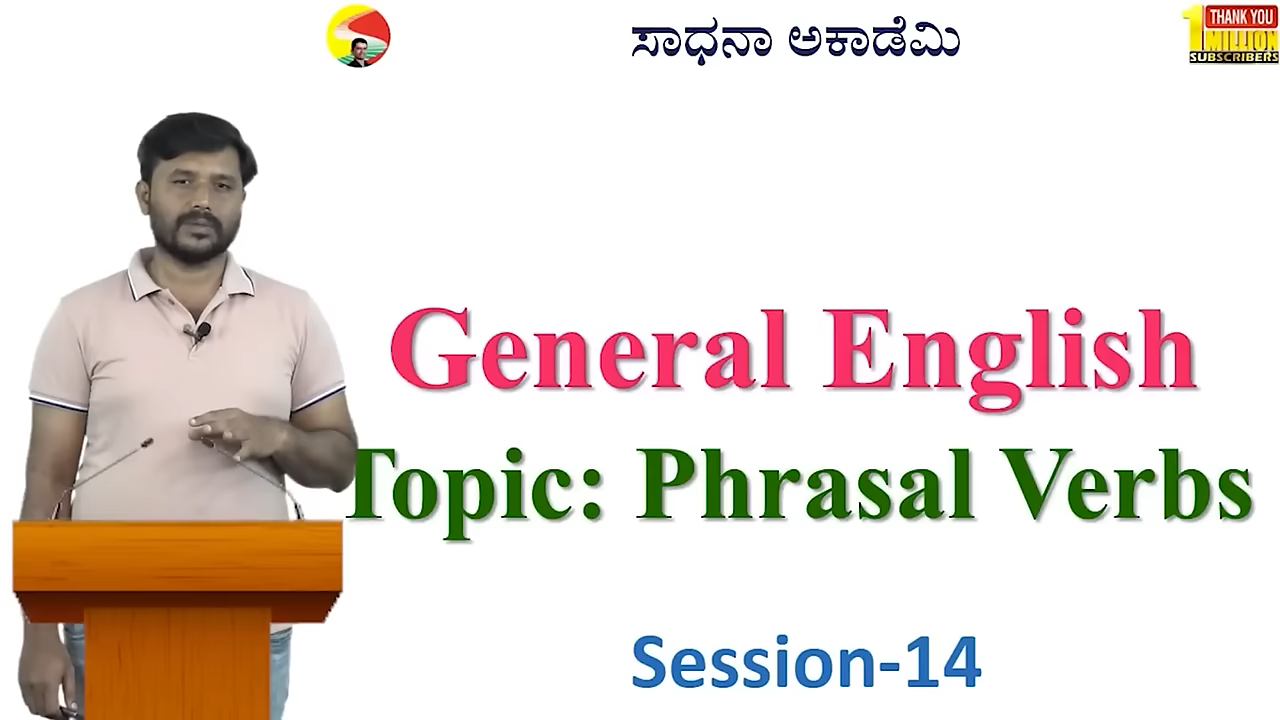 ಸಾಧನಾ ಅಕಾಡೆಮಿ
1 THANK YOU
MILLION
SUBSCRIBERS
General English
Topic: Phrasal Verbs
Session-14